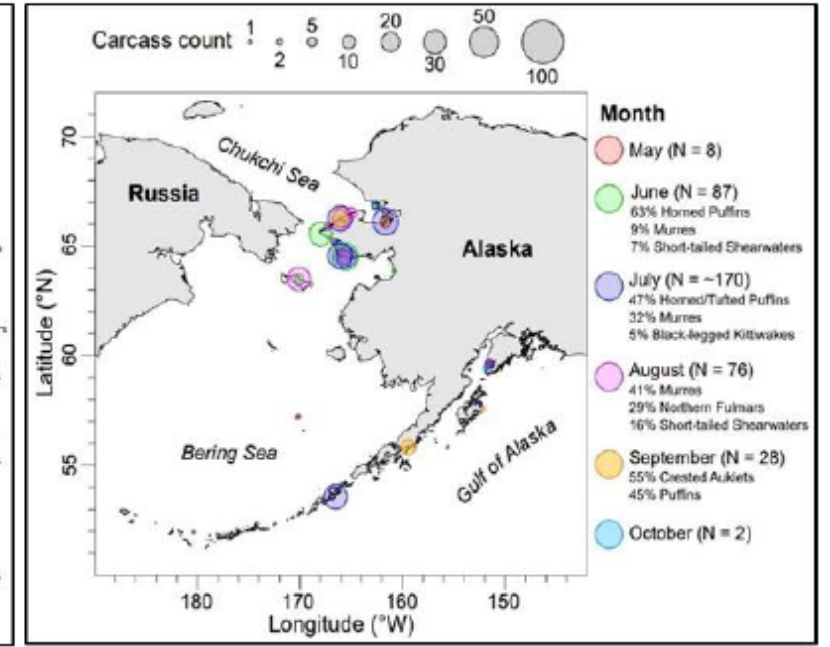 Carcass count 1 2 5 10 20 30 50 100
Month
May (N = 8)
June (N = 87)
63% Horned Puffins
9% Murres
7% Short-tailed Shearwaters
July (N = ~170)
47% Horned/Tufted Puffins
32% Murres
5% Black-legged Kittiwakes
August (N = 76)
41% Murres
29% Northern Fulmars
16% Short-tailed Shearwaters
September (N = 28)
55% Crested Auklets
45% Puffins
October (N = 2)
Chukchi Sea
Russia
Alaska
Bering Sea
Gulf of Alaska
Latitude (°N)
70
65
60
55
180 170 160 150
Longitude (°W)